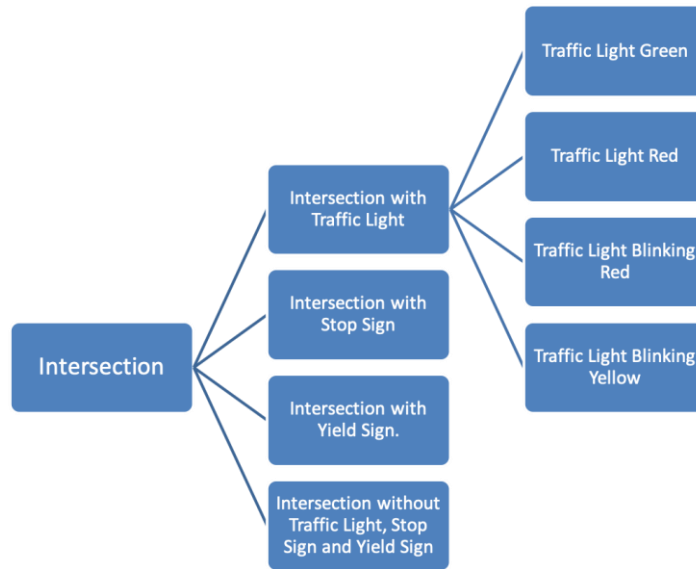 Intersection
Intersection with
Traffic Light
Intersection with
Stop Sign
Intersection with
Yield Sign.
Intersection without
Traffic Light, Stop
Sign and Yield Sign
Traffic Light Green
Traffic Light Red
Traffic Light Blinking
Red
Traffic Light Blinking
Yellow